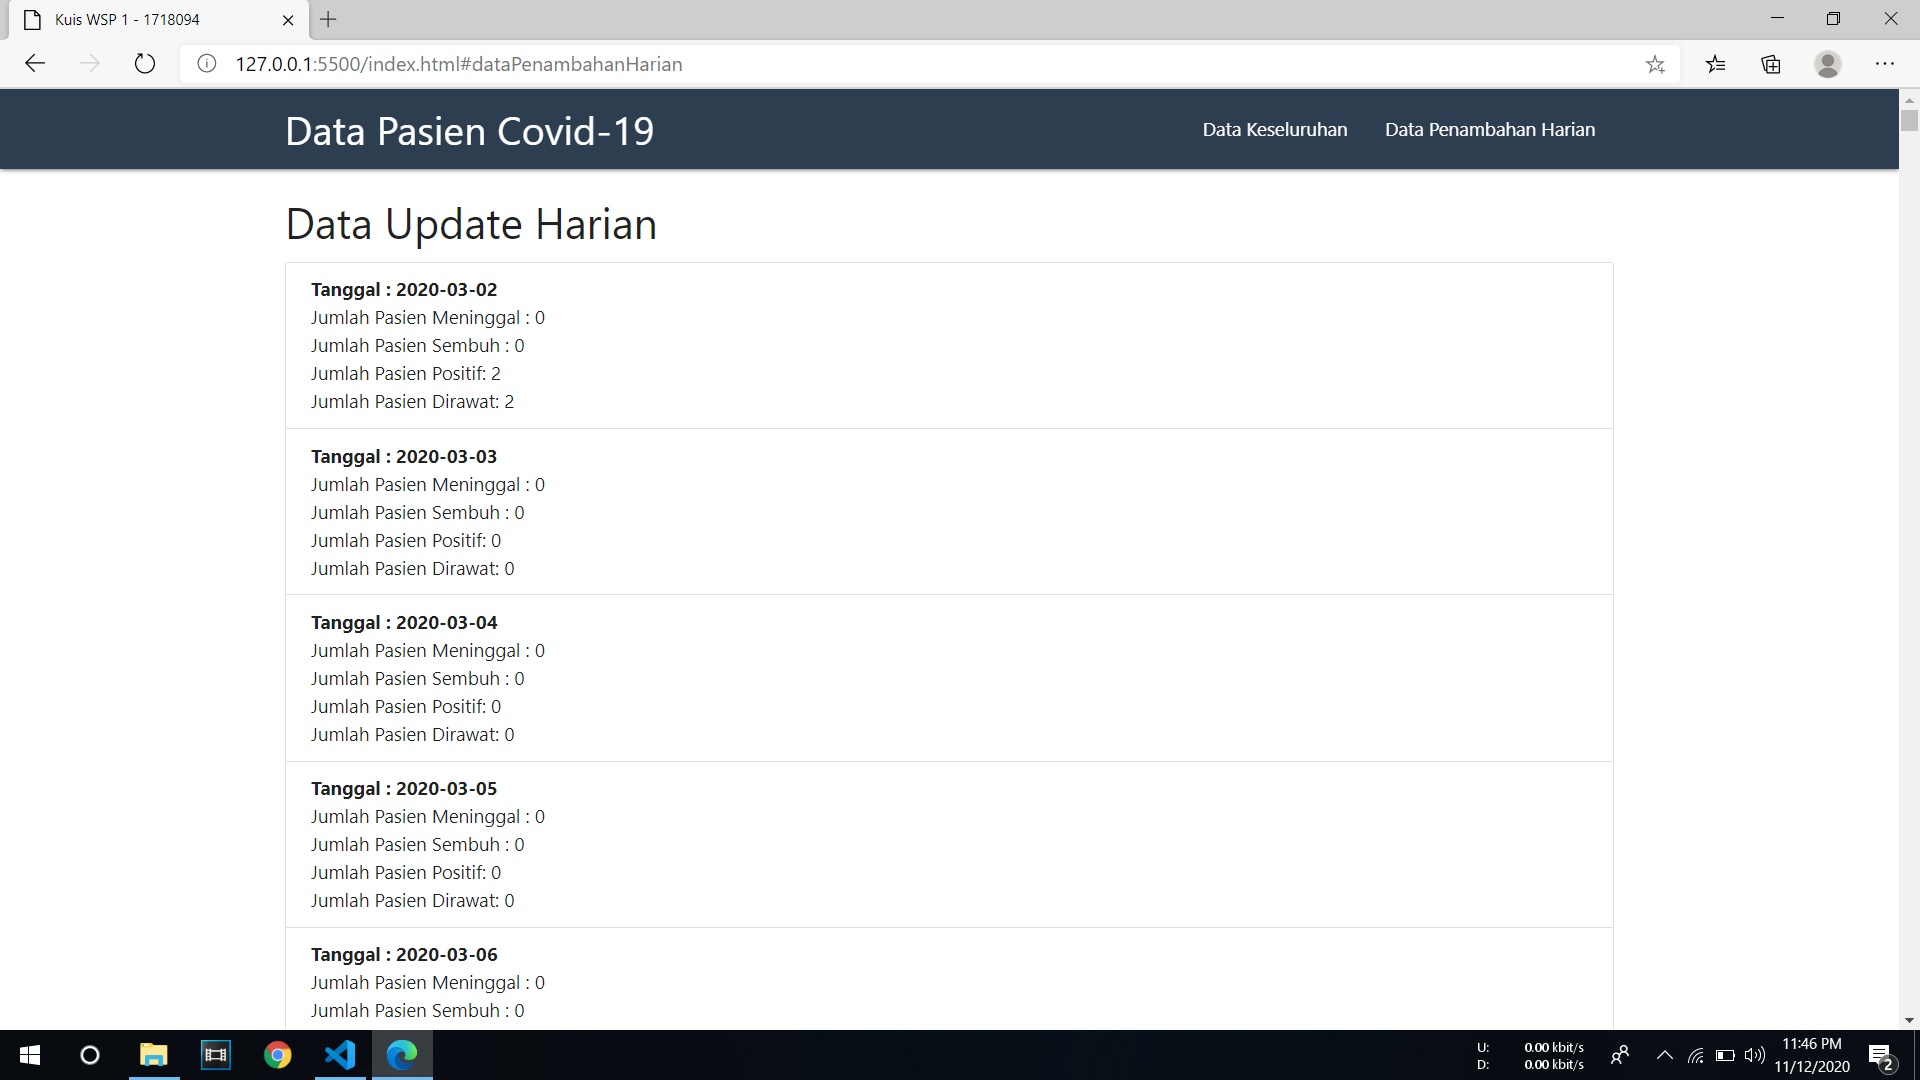 Kuis WSP 1 - 1718094
127.0.0.1:5500/index.html#dataPenambahanHarian
Data Pasien Covid-19
Data Keseluruhan
Data Penambahan Harian
Data Update Harian
Tanggal : 2020-03-02
Jumlah Pasien Meninggal : 0
Jumlah Pasien Sembuh : 0
Jumlah Pasien Positif: 2
Jumlah Pasien Dirawat: 2
Tanggal : 2020-03-03
Jumlah Pasien Meninggal : 0
Jumlah Pasien Sembuh : 0
Jumlah Pasien Positif: 0
Jumlah Pasien Dirawat: 0
Tanggal : 2020-03-04
Jumlah Pasien Meninggal : 0
Jumlah Pasien Sembuh : 0
Jumlah Pasien Positif: 0
Jumlah Pasien Dirawat: 0
Tanggal : 2020-03-05
Jumlah Pasien Meninggal : 0
Jumlah Pasien Sembuh : 0
Jumlah Pasien Positif: 0
Jumlah Pasien Dirawat: 0
Tanggal : 2020-03-06
Jumlah Pasien Meninggal : 0
Jumlah Pasien Sembuh : 0
U: 0.00 kbit/s
D: 0.00 kbit/s
11:46 PM
11/12/2020
2